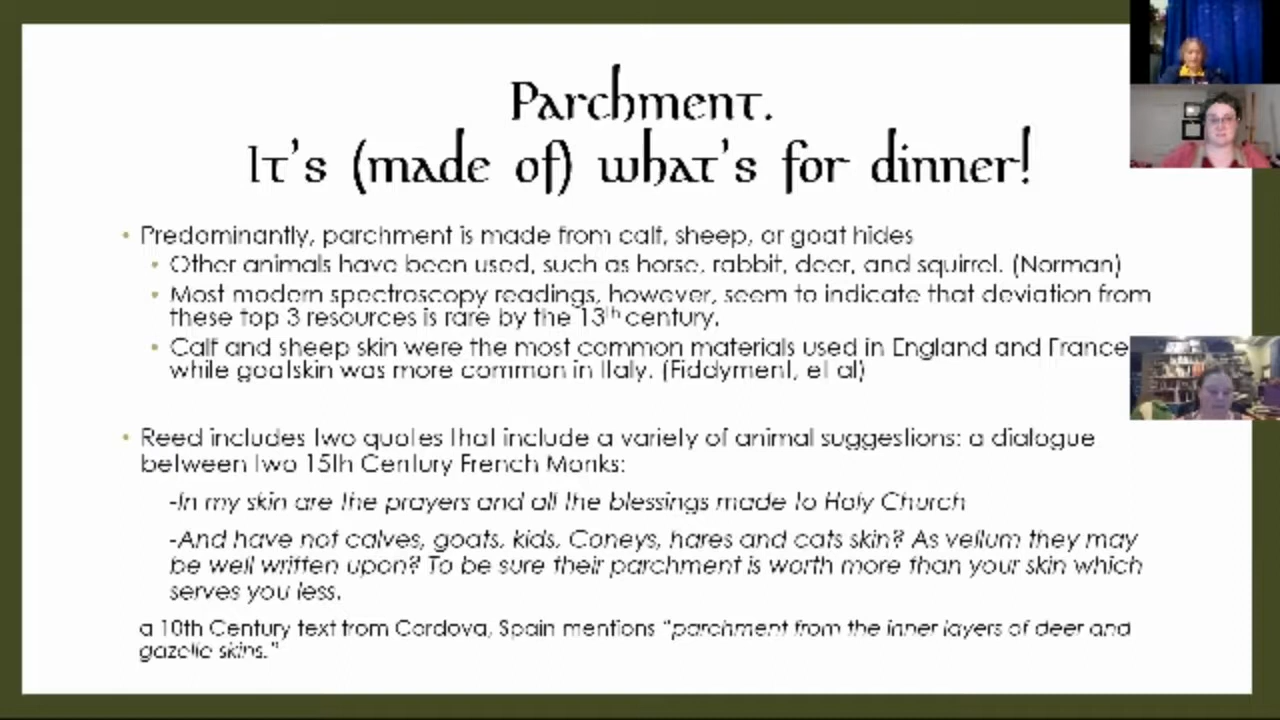 Parchment.
It's (made of) what's for dinner!
• Predominantly, parchment is made from calf, sheep, or goat hides
• Other animals have been used, such as horse, rabbit, deer, and squirrel. (Norman)
• Most modern spectroscopy readings, however, seem to indicate that deviation from
these top 3 resources is rare by the 13th century.
• Calf and sheep skin were the most common materials used in England and France
while goatskin was more common in Italy. (Fiddyment, et al)
• Reed includes two quotes that include a variety of animal suggestions: a dialogue
between two 15th Century French Monks:
-In my skin are the prayers and all the blessings made to Holy Church
-And have not calves, goats, kids, Coneys, hares and cats skin? As vellum they may
be well written upon? To be sure their parchment is worth more than your skin which
serves you less.
a 10th Century text from Cordova, Spain mentions "parchment from the inner layers of deer and
gazelle skins."